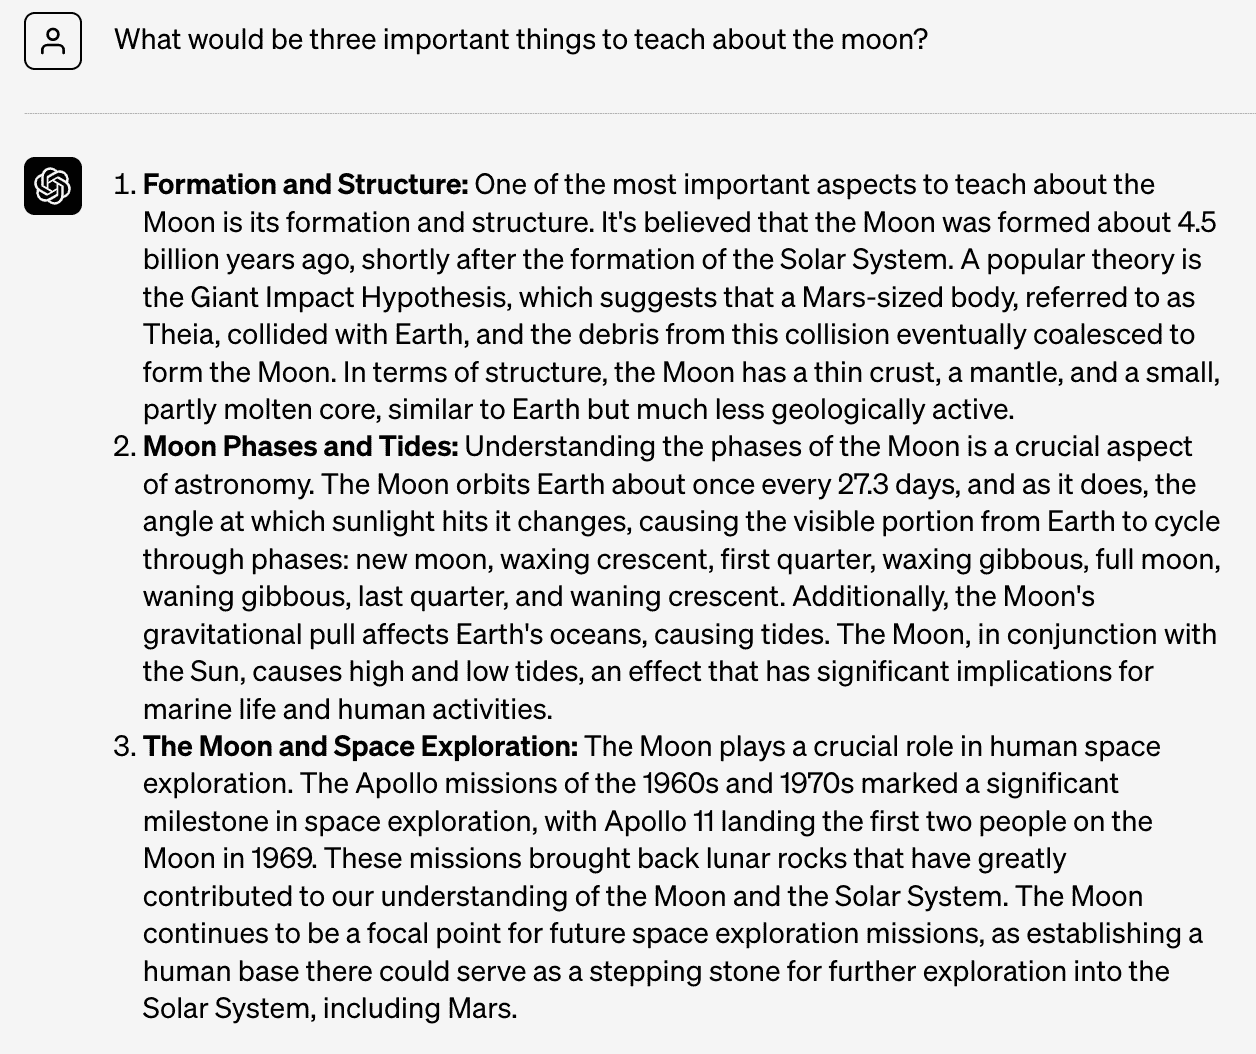 What would be three important things to teach about the moon?
1. Formation and Structure: One of the most important aspects to teach about the
Moon is its formation and structure. It's believed that the Moon was formed about 4.5
billion years ago, shortly after the formation of the Solar System. A popular theory is
the Giant Impact Hypothesis, which suggests that a Mars-sized body, referred to as
Theia, collided with Earth, and the debris from this collision eventually coalesced to
form the Moon. In terms of structure, the Moon has a thin crust, a mantle, and a small,
partly molten core, similar to Earth but much less geologically active.
2. Moon Phases and Tides: Understanding the phases of the Moon is a crucial aspect
of astronomy. The Moon orbits Earth about once every 27.3 days, and as it does, the
angle at which sunlight hits it changes, causing the visible portion from Earth to cycle
through phases: new moon, waxing crescent, first quarter, waxing gibbous, full moon,
waning gibbous, last quarter, and waning crescent. Additionally, the Moon's
gravitational pull affects Earth's oceans, causing tides. The Moon, in conjunction with
the Sun, causes high and low tides, an effect that has significant implications for
marine life and human activities.
3. The Moon and Space Exploration: The Moon plays a crucial role in human space
exploration. The Apollo missions of the 1960s and 1970s marked a significant
milestone in space exploration, with Apollo 11 landing the first two people on the
Moon in 1969. These missions brought back lunar rocks that have greatly
contributed to our understanding of the Moon and the Solar System. The Moon
continues to be a focal point for future space exploration missions, as establishing a
human base there could serve as a stepping stone for further exploration into the
Solar System, including Mars.